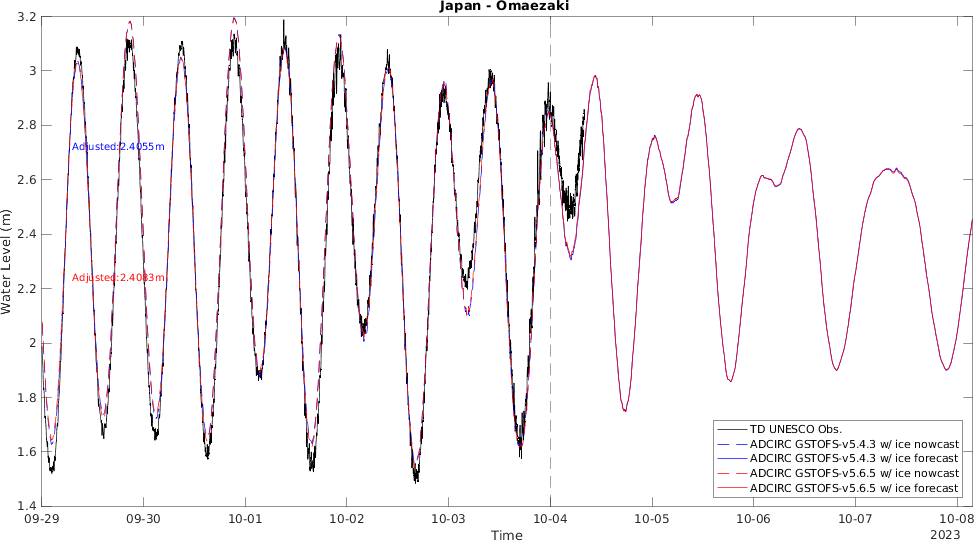 Japan - Omaezaki
3.2
3
2.8
2.6
2.4
2.2
2
1.8
1.6
1.4
Water Level (m)
Adjusted:2.4055m
Adjusted:2.4083m
TD UNESCO Obs.
ADCIRC GSTOFS-v5.4.3 w/ ice nowcast
ADCIRC GSTOFS-v5.4.3 w/ ice forecast
ADCIRC GSTOFS-v5.6.5 w/ ice nowcast
ADCIRC GSTOFS-v5.6.5 w/ ice forecast
09-29 09-30 10-01 10-02 10-03 10-04 10-05 10-06 10-07 10-08
Time
2023